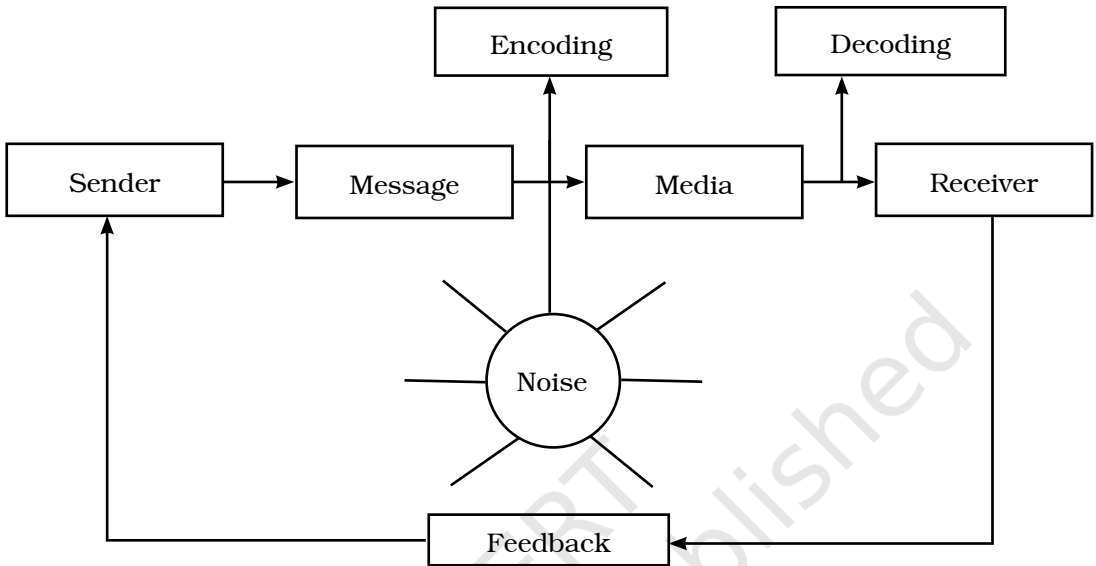 Encoding
Decoding
Sender
Message
Media
Receiver
Noise
Feedback